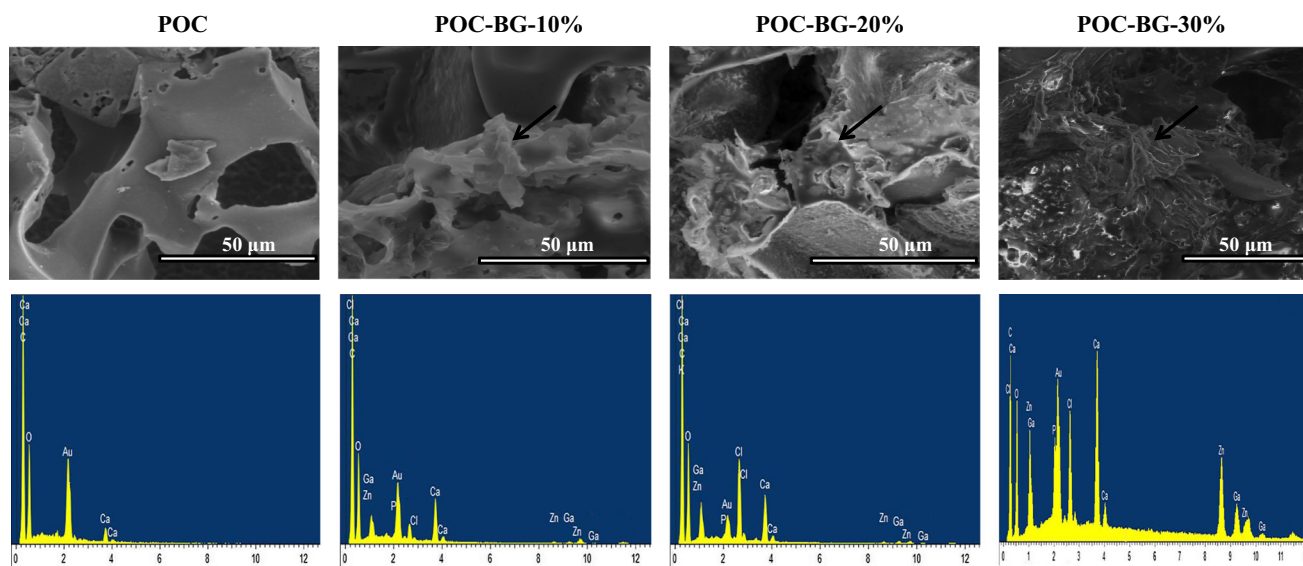 POC
POC-BG-10%
POC-BG-20%
POC-BG-30%
50 µm
50 µm
50 µm
50 µm
Ca
Ca
C
O
Au
Ca
Ca
0 2 4 6 8 10 12
Cl
Ca
Ca
C
O
Ga
Zn
Au
P
Cl
Ca
Ca
Zn Ga
Zn
Ga
0 2 4 6 8 10 12
Cl
Ca
Ca
C
K
O
Ga
Zn
Au
P
Cl
Cl
Ca
Ca
Zn Ga
Zn
Ga
0 2 4 6 8 10 12
C
Ca
Cl
O
Zn
Ga
Au
P
Cl
Ca
Ca
Zn
Ga
Zn
Ga
0 1 2 3 4 5 6 7 8 9 10 11